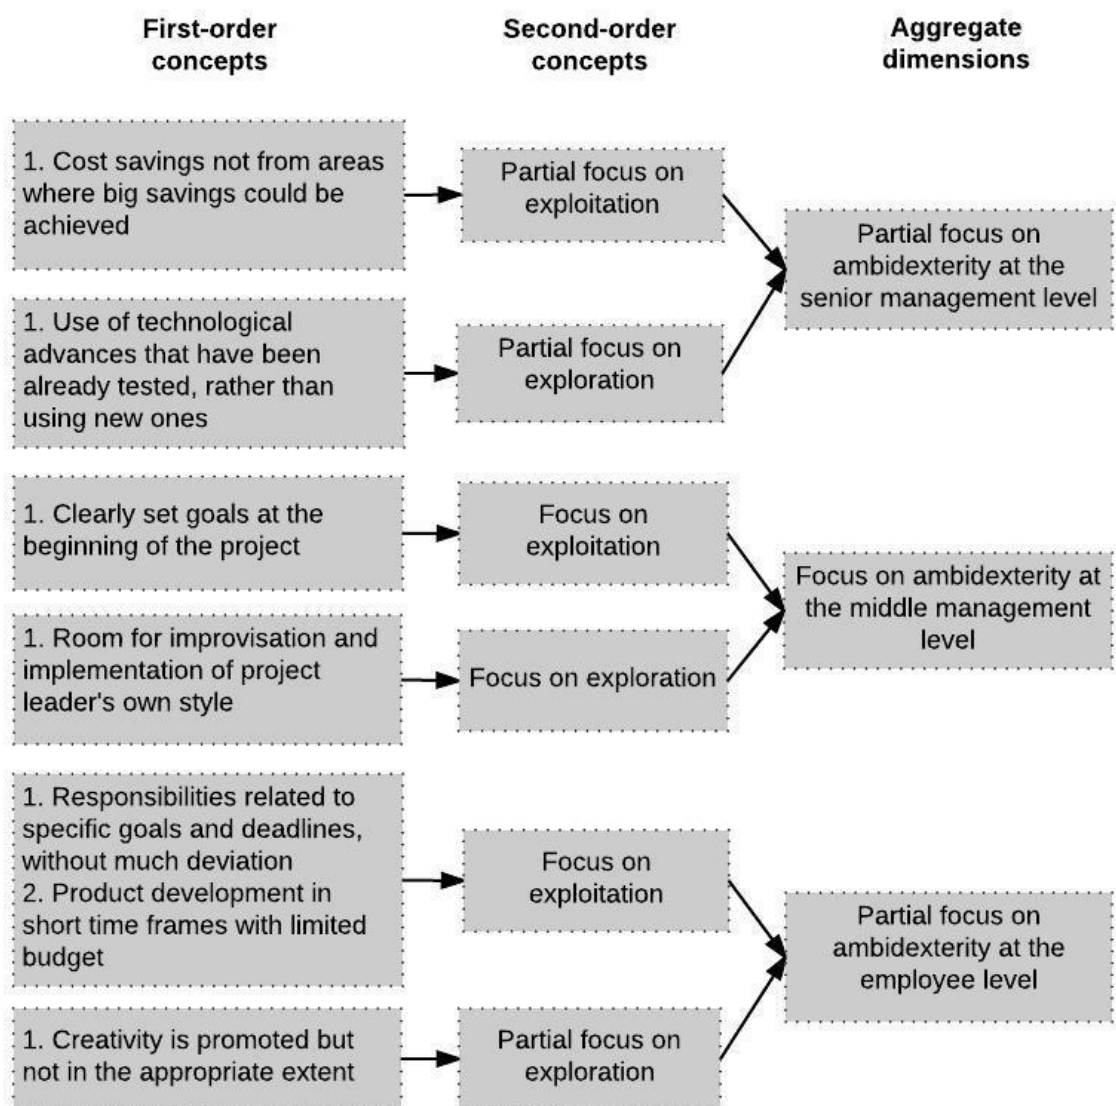 First-order
concepts
Second-order
concepts
Aggregate
dimensions
1. Cost savings not from areas
where big savings could be
achieved
Partial focus on
exploitation
Partial focus on
ambidexterity at the
senior management level
1. Use of technological
advances that have been
already tested, rather than
using new ones
Partial focus on
exploration
1. Clearly set goals at the
beginning of the project
Focus on
exploitation
Focus on ambidexterity at
the middle management
level
1. Room for improvisation and
implementation of project
leader's own style
Focus on exploration
1. Responsibilities related to
specific goals and deadlines,
without much deviation
2. Product development in
short time frames with limited
budget
Focus on
exploitation
Partial focus on
ambidexterity at the
employee level
1. Creativity is promoted but
not in the appropriate extent
Partial focus on
exploration